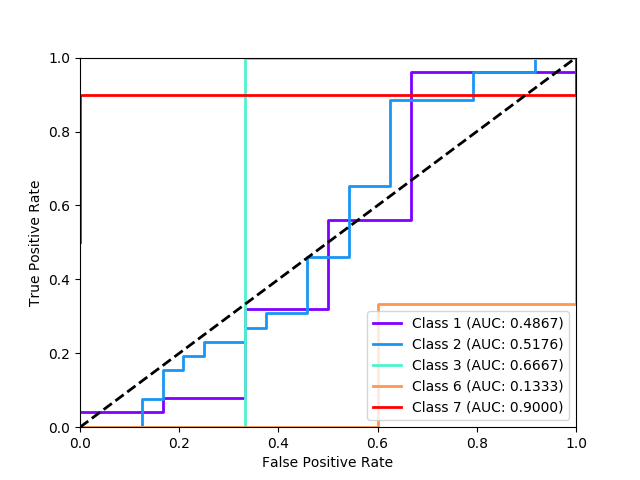 1.0
0.8
0.6
0.4
0.2
0.0
True Positive Rate
0.0 0.2 0.4 0.6 0.8 1.0
False Positive Rate
Class 1 (AUC: 0.4867)
Class 2 (AUC: 0.5176)
Class 3 (AUC: 0.6667)
Class 6 (AUC: 0.1333)
Class 7 (AUC: 0.9000)